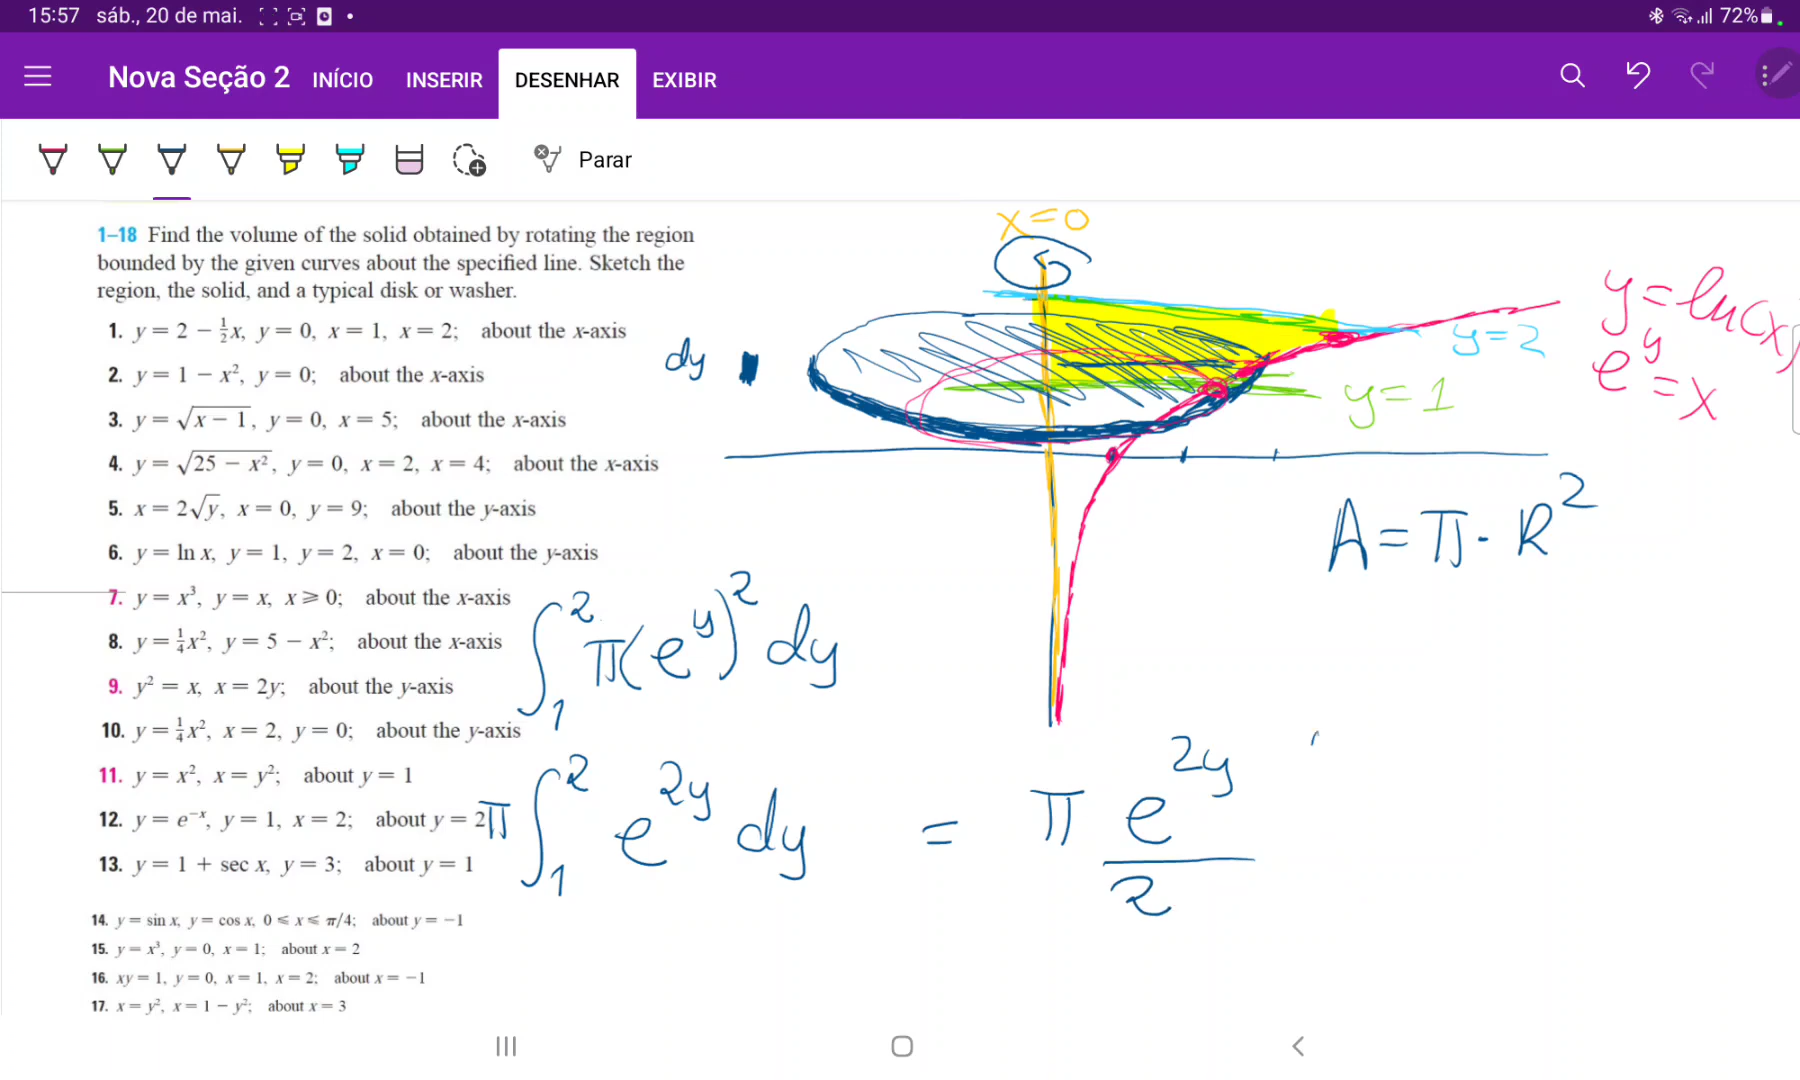 15:57 sáb., 20 de mai. 72%
Nova Seção 2 INÍCIO INSERIR DESENHAR EXIBIR
Parar
1–18 Find the volume of the solid obtained by rotating the region
bounded by the given curves about the specified line. Sketch the
region, the solid, and a typical disk or washer.
1. y = 2 − ½x, y = 0, x = 1, x = 2; about the x-axis
2. y = 1 − x², y = 0; about the x-axis
3. y = √(x − 1), y = 0, x = 5; about the x-axis
4. y = √(25 − x²), y = 0, x = 2, x = 4; about the x-axis
5. x = 2√y, x = 0, y = 9; about the y-axis
6. y = ln x, y = 1, y = 2, x = 0; about the y-axis
7. y = x³, y = x, x ⩾ 0; about the x-axis
8. y = ¼x², y = 5 − x²; about the x-axis
9. y² = x, x = 2y; about the y-axis
10. y = ¼x², x = 2, y = 0; about the y-axis
11. y = x², x = y²; about y = 1
12. y = e⁻ˣ, y = 1, x = 2; about y = 2
13. y = 1 + sec x, y = 3; about y = 1
14. y = sin x, y = cos x, 0 ⩽ x ⩽ π/4; about y = −1
15. y = x³, y = 0, x = 1; about x = 2
16. xy = 1, y = 0, x = 1, x = 2; about x = −1
17. x = y², x = 1 − y²; about x = 3
x=0
dy
y=2
y=1
y=ln(x)
e^y = x
A = π · R²
∫₁² π(e^y)² dy
π ∫₁² e^2y dy = π e^2y / 2